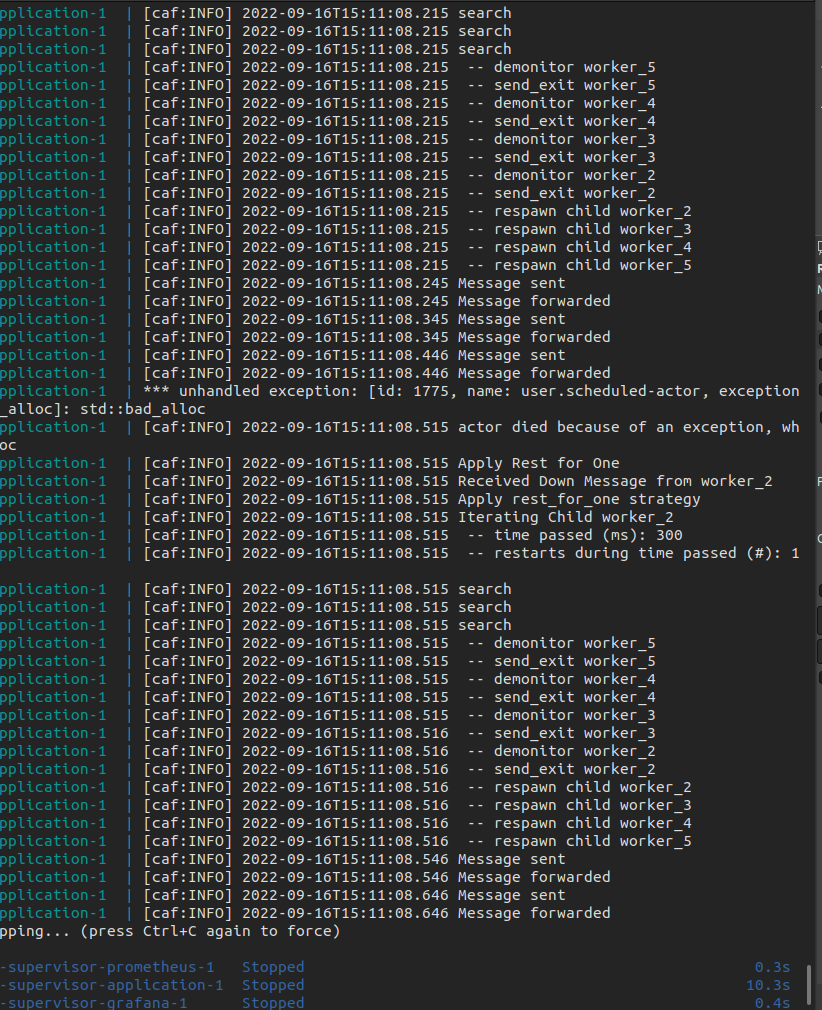 pplication-1  | [caf:INFO] 2022-09-16T15:11:08.215 search
pplication-1  | [caf:INFO] 2022-09-16T15:11:08.215 search
pplication-1  | [caf:INFO] 2022-09-16T15:11:08.215 search
pplication-1  | [caf:INFO] 2022-09-16T15:11:08.215  -- demonitor worker_5
pplication-1  | [caf:INFO] 2022-09-16T15:11:08.215  -- send_exit worker_5
pplication-1  | [caf:INFO] 2022-09-16T15:11:08.215  -- demonitor worker_4
pplication-1  | [caf:INFO] 2022-09-16T15:11:08.215  -- send_exit worker_4
pplication-1  | [caf:INFO] 2022-09-16T15:11:08.215  -- demonitor worker_3
pplication-1  | [caf:INFO] 2022-09-16T15:11:08.215  -- send_exit worker_3
pplication-1  | [caf:INFO] 2022-09-16T15:11:08.215  -- demonitor worker_2
pplication-1  | [caf:INFO] 2022-09-16T15:11:08.215  -- send_exit worker_2
pplication-1  | [caf:INFO] 2022-09-16T15:11:08.215  -- respawn child worker_2
pplication-1  | [caf:INFO] 2022-09-16T15:11:08.215  -- respawn child worker_3
pplication-1  | [caf:INFO] 2022-09-16T15:11:08.215  -- respawn child worker_4
pplication-1  | [caf:INFO] 2022-09-16T15:11:08.215  -- respawn child worker_5
pplication-1  | [caf:INFO] 2022-09-16T15:11:08.245 Message sent
pplication-1  | [caf:INFO] 2022-09-16T15:11:08.245 Message forwarded
pplication-1  | [caf:INFO] 2022-09-16T15:11:08.345 Message sent
pplication-1  | [caf:INFO] 2022-09-16T15:11:08.345 Message forwarded
pplication-1  | [caf:INFO] 2022-09-16T15:11:08.446 Message sent
pplication-1  | [caf:INFO] 2022-09-16T15:11:08.446 Message forwarded
pplication-1  | *** unhandled exception: [id: 1775, name: user.scheduled-actor, exception
_alloc]: std::bad_alloc
pplication-1  | [caf:INFO] 2022-09-16T15:11:08.515 actor died because of an exception, wh
oc
pplication-1  | [caf:INFO] 2022-09-16T15:11:08.515 Apply Rest for One
pplication-1  | [caf:INFO] 2022-09-16T15:11:08.515 Received Down Message from worker_2
pplication-1  | [caf:INFO] 2022-09-16T15:11:08.515 Apply rest_for_one strategy
pplication-1  | [caf:INFO] 2022-09-16T15:11:08.515 Iterating Child worker_2
pplication-1  | [caf:INFO] 2022-09-16T15:11:08.515  -- time passed (ms): 300
pplication-1  | [caf:INFO] 2022-09-16T15:11:08.515  -- restarts during time passed (#): 1
pplication-1  | [caf:INFO] 2022-09-16T15:11:08.515 search
pplication-1  | [caf:INFO] 2022-09-16T15:11:08.515 search
pplication-1  | [caf:INFO] 2022-09-16T15:11:08.515 search
pplication-1  | [caf:INFO] 2022-09-16T15:11:08.515  -- demonitor worker_5
pplication-1  | [caf:INFO] 2022-09-16T15:11:08.515  -- send_exit worker_5
pplication-1  | [caf:INFO] 2022-09-16T15:11:08.515  -- demonitor worker_4
pplication-1  | [caf:INFO] 2022-09-16T15:11:08.515  -- send_exit worker_4
pplication-1  | [caf:INFO] 2022-09-16T15:11:08.515  -- demonitor worker_3
pplication-1  | [caf:INFO] 2022-09-16T15:11:08.516  -- send_exit worker_3
pplication-1  | [caf:INFO] 2022-09-16T15:11:08.516  -- demonitor worker_2
pplication-1  | [caf:INFO] 2022-09-16T15:11:08.516  -- send_exit worker_2
pplication-1  | [caf:INFO] 2022-09-16T15:11:08.516  -- respawn child worker_2
pplication-1  | [caf:INFO] 2022-09-16T15:11:08.516  -- respawn child worker_3
pplication-1  | [caf:INFO] 2022-09-16T15:11:08.516  -- respawn child worker_4
pplication-1  | [caf:INFO] 2022-09-16T15:11:08.516  -- respawn child worker_5
pplication-1  | [caf:INFO] 2022-09-16T15:11:08.546 Message sent
pplication-1  | [caf:INFO] 2022-09-16T15:11:08.546 Message forwarded
pplication-1  | [caf:INFO] 2022-09-16T15:11:08.646 Message sent
pplication-1  | [caf:INFO] 2022-09-16T15:11:08.646 Message forwarded
pping... (press Ctrl+C again to force)
-supervisor-prometheus-1   Stopped   0.3s
-supervisor-application-1  Stopped   10.3s
-supervisor-grafana-1      Stopped   0.4s